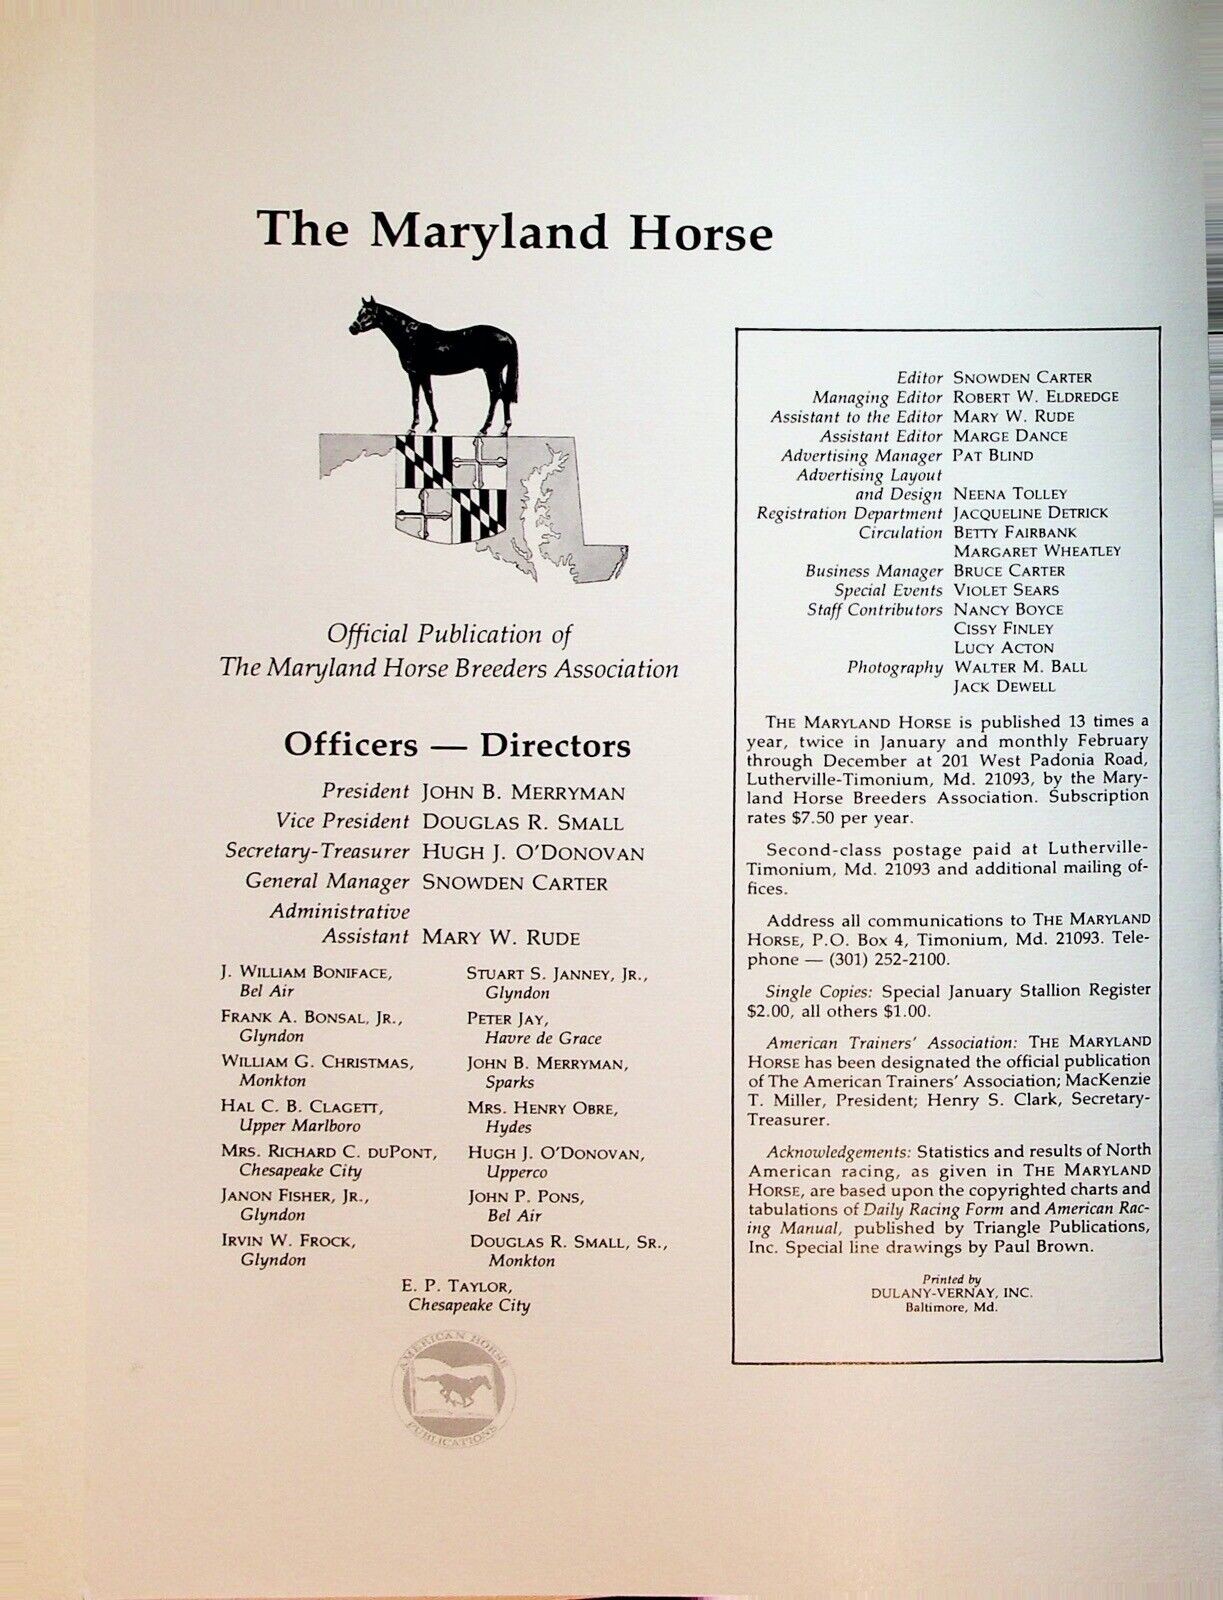 The Maryland Horse
Official Publication of
The Maryland Horse Breeders Association
Officers — Directors
President JOHN B. MERRYMAN
Vice President DOUGLAS R. SMALL
Secretary-Treasurer HUGH J. O'DONOVAN
General Manager SNOWDEN CARTER
Administrative
Assistant MARY W. RUDE
J. WILLIAM BONIFACE,
Bel Air
FRANK A. BONSAL, JR.,
Glyndon
WILLIAM G. CHRISTMAS,
Monkton
HAL C. B. CLAGETT,
Upper Marlboro
MRS. RICHARD C. DUPONT,
Chesapeake City
JANON FISHER, JR.,
Glyndon
IRVIN W. FROCK,
Glyndon
STUART S. JANNEY, JR.,
Glyndon
PETER JAY,
Havre de Grace
JOHN B. MERRYMAN,
Sparks
MRS. HENRY OBRE,
Hydes
HUGH J. O'DONOVAN,
Upperco
JOHN P. PONS,
Bel Air
DOUGLAS R. SMALL, SR.,
Monkton
E. P. TAYLOR,
Chesapeake City
AMERICAN HORSE
PUBLICATIONS
Editor SNOWDEN CARTER
Managing Editor ROBERT W. ELDREDGE
Assistant to the Editor MARY W. RUDE
Assistant Editor MARGE DANCE
Advertising Manager PAT BLIND
Advertising Layout
and Design NEENA TOLLEY
Registration Department JACQUELINE DETRICK
Circulation BETTY FAIRBANK
MARGARET WHEATLEY
Business Manager BRUCE CARTER
Special Events VIOLET SEARS
Staff Contributors NANCY BOYCE
CISSY FINLEY
LUCY ACTON
Photography WALTER M. BALL
JACK DEWELL
THE MARYLAND HORSE is published 13 times a
year, twice in January and monthly February
through December at 201 West Padonia Road,
Lutherville-Timonium, Md. 21093, by the Mary-
land Horse Breeders Association. Subscription
rates $7.50 per year.
Second-class postage paid at Lutherville-
Timonium, Md. 21093 and additional mailing of-
fices.
Address all communications to THE MARYLAND
HORSE, P.O. Box 4, Timonium, Md. 21093. Tele-
phone — (301) 252-2100.
Single Copies: Special January Stallion Register
$2.00, all others $1.00.
American Trainers' Association: THE MARYLAND
HORSE has been designated the official publication
of The American Trainers' Association; MacKenzie
T. Miller, President; Henry S. Clark, Secretary-
Treasurer.
Acknowledgements: Statistics and results of North
American racing, as given in THE MARYLAND
HORSE, are based upon the copyrighted charts and
tabulations of Daily Racing Form and American Rac-
ing Manual, published by Triangle Publications,
Inc. Special line drawings by Paul Brown.
Printed by
DULANY-VERNAY, INC.
Baltimore, Md.